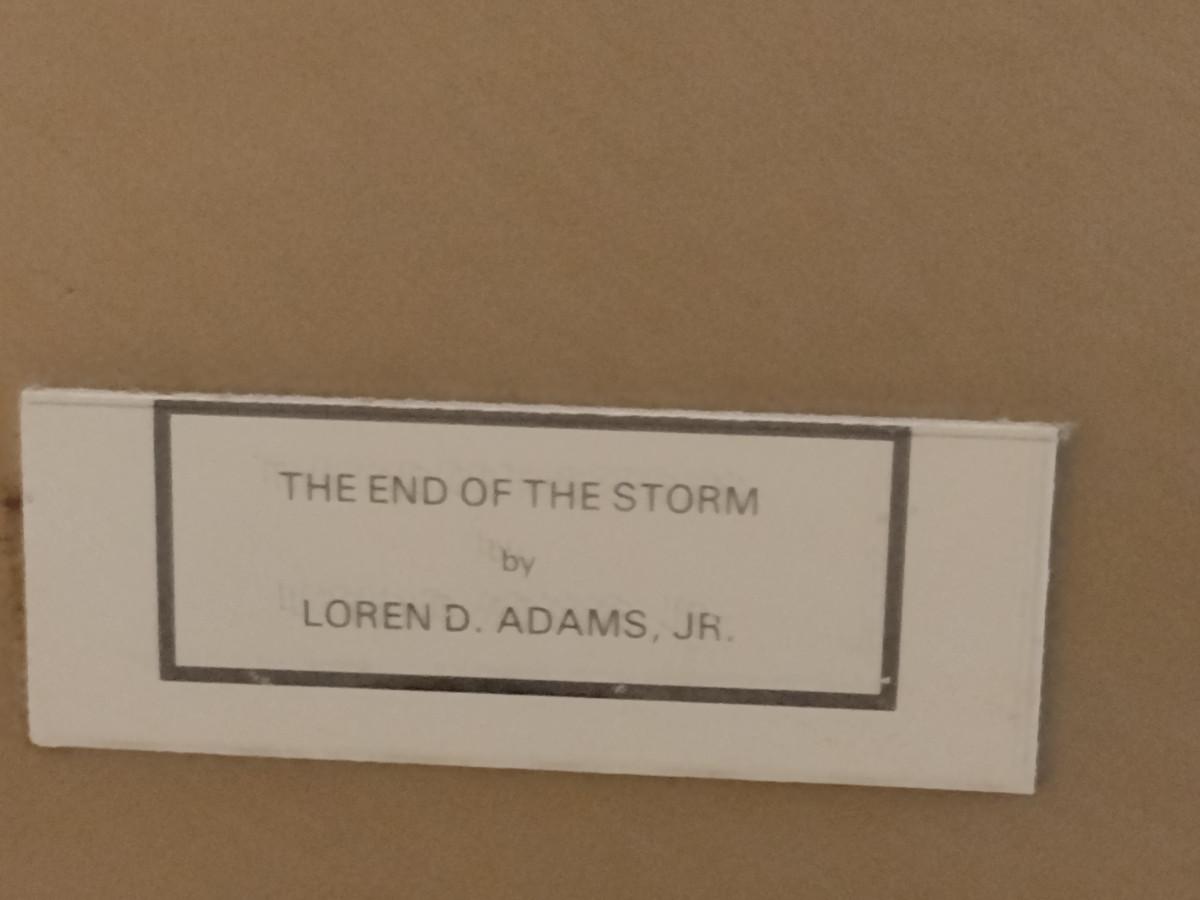 THE END OF THE STORM
by
LOREN D. ADAMS, JR.